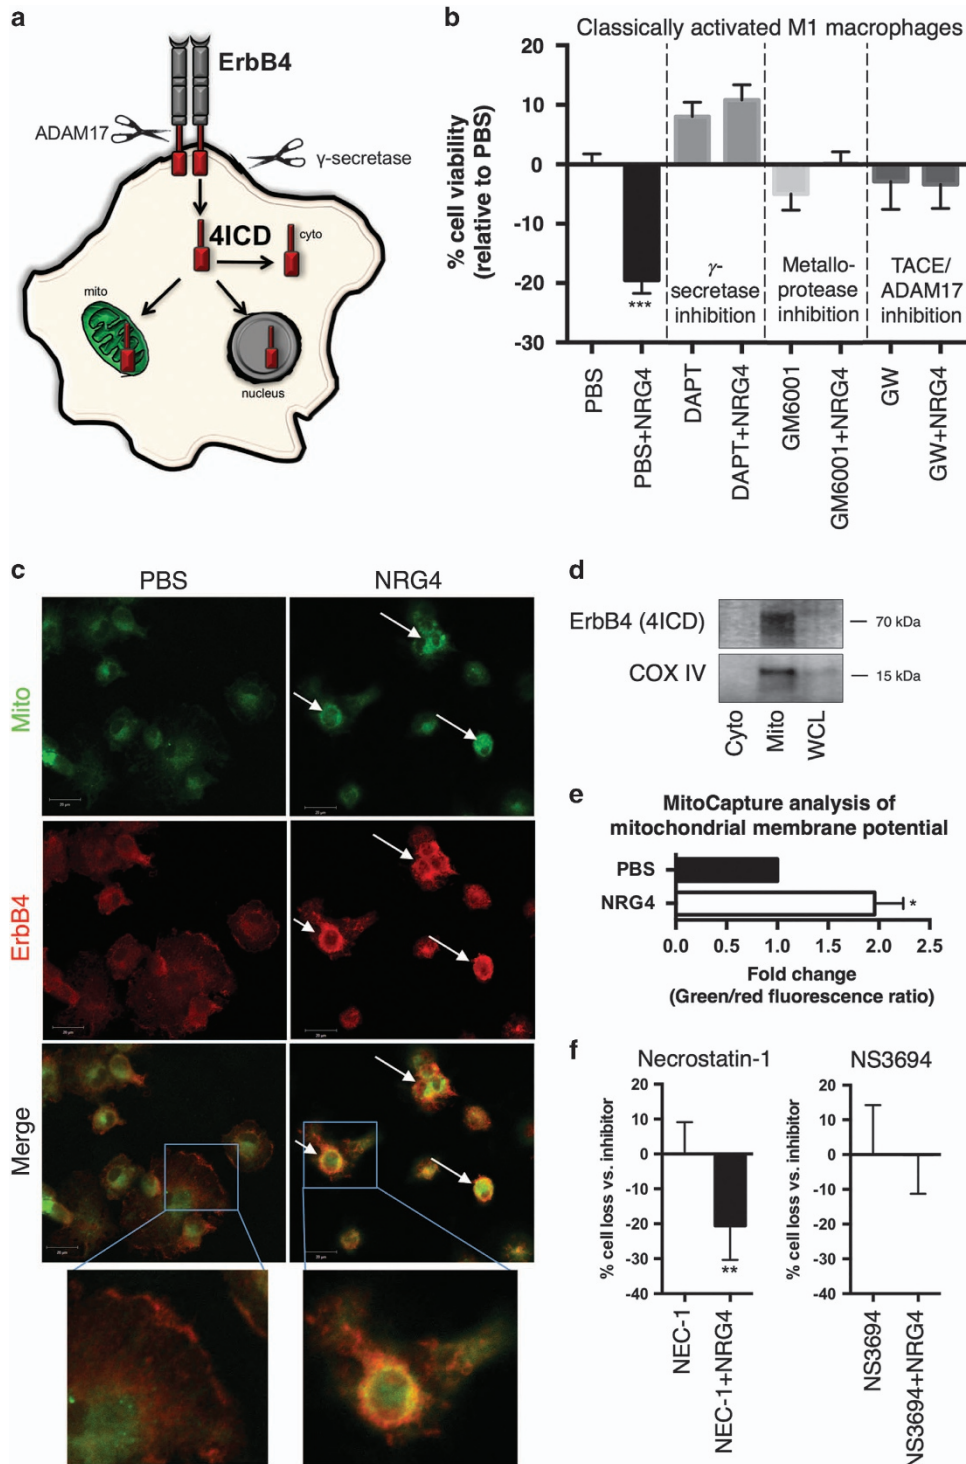 a
ErbB4
ADAM17
γ-secretase
4ICD
cyto
mito
nucleus
b
Classically activated M1 macrophages
% cell viability
(relative to PBS)
20
10
0
-10
-20
-30
***
γ-
secretase
inhibition
Metallo-
protease
inhibition
TACE/
ADAM17
inhibition
PBS
PBS+NRG4
DAPT
DAPT+NRG4
GM6001
GM6001+NRG4
GW
GW+NRG4
c
PBS
NRG4
Mito
ErbB4
Merge
d
ErbB4 (4ICD)
70 kDa
COX IV
15 kDa
Cyto
Mito
WCL
e
MitoCapture analysis of
mitochondrial membrane potential
PBS
NRG4
*
0.0 0.5 1.0 1.5 2.0 2.5
Fold change
(Green/red fluorescence ratio)
f
Necrostatin-1
% cell loss vs. inhibitor
20
10
0
-10
-20
-30
-40
**
NEC-1
NEC-1+NRG4
NS3694
% cell loss vs. inhibitor
20
10
0
-10
-20
-30
-40
NS3694
NS3694+NRG4